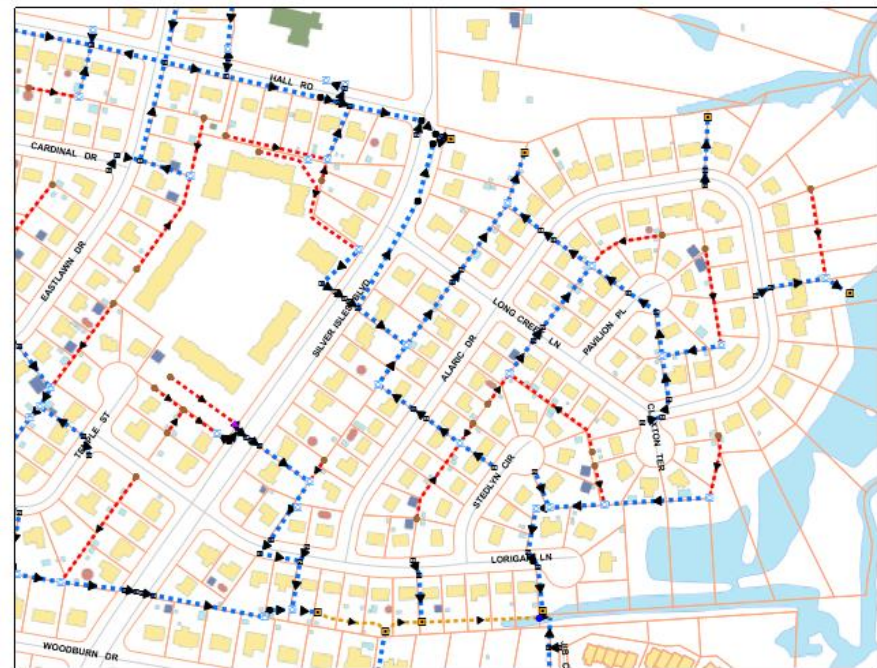 HALL RD
CARDINAL DR
EASTLAWN DR
SILVER ISLES BLVD
LONG CREEK LN
PAVILION PL
ALARIC DR
CLAXTON TER
TEMPLE ST
STEDLYN CIR
LORIGAN LN
WOODBURN DR